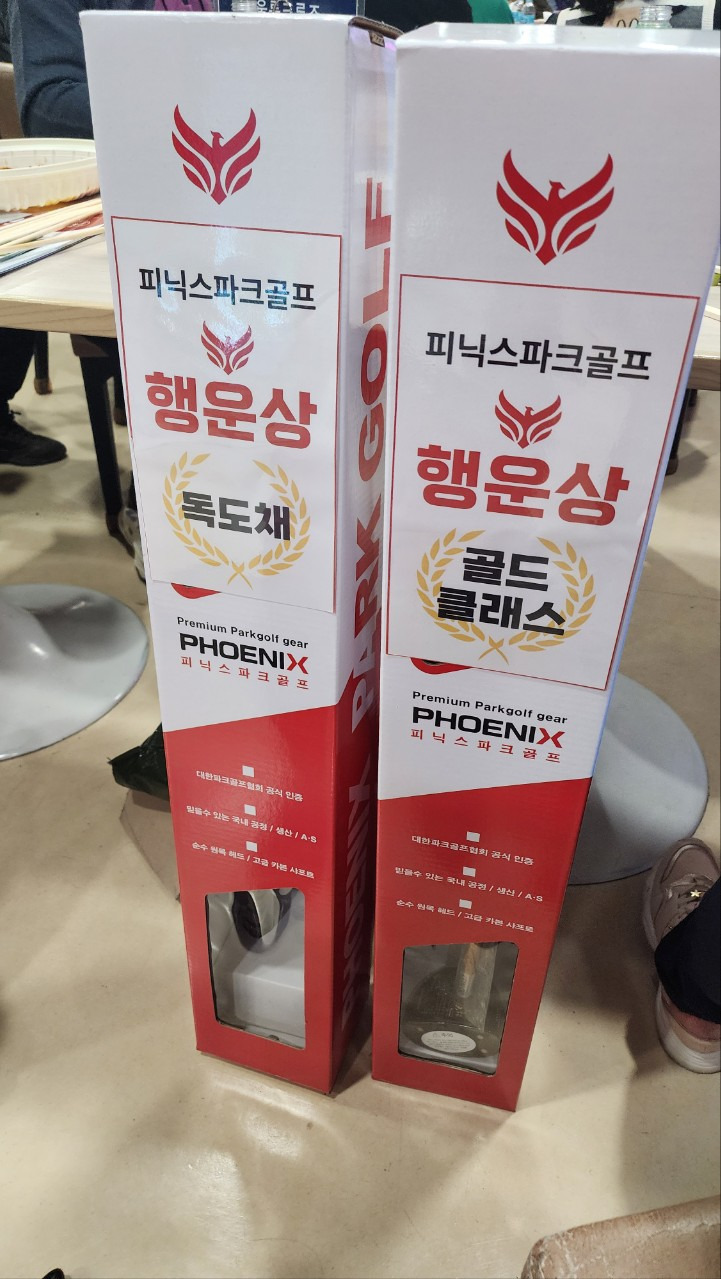 피닉스파크골프
행운상
독도채
Premium Parkgolf gear
PHOENIX
피닉스파크골프
대한파크골프협회 공식 인증
믿을수 있는 국내 공정 / 생산 / A·S
순수 원목 헤드 / 고급 카본 샤프트
PHOENIX PARK GOLF
피닉스파크골프
행운상
골드
클래스
Premium Parkgolf gear
PHOENIX
피닉스파크골프
대한파크골프협회 공식 인증
믿을수 있는 국내 공정 / 생산 / A·S
순수 원목 헤드 / 고급 카본 샤프트